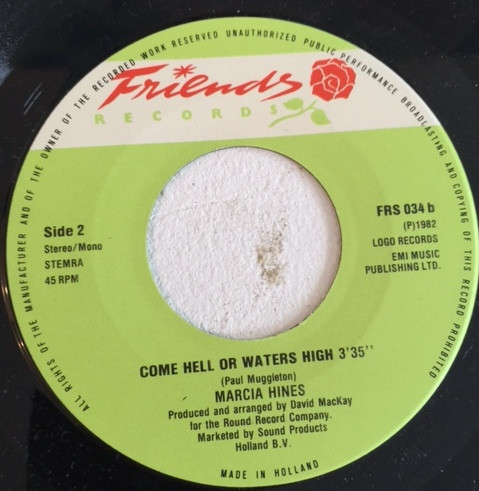 ALL RIGHTS OF THE MANUFACTURER AND OF THE OWNER OF THE RECORDED WORK RESERVED UNAUTHORIZED PUBLIC PERFORMANCE BROADCASTING AND COPYING OF THIS RECORD PROHIBITED
Friends
RECORDS
Side 2
Stereo/Mono
STEMRA
45 RPM
FRS 034 b
(P)1982
LOGO RECORDS
EMI MUSIC
PUBLISHING LTD.
COME HELL OR WATERS HIGH 3'35''
(Paul Muggleton)
MARCIA HINES
Produced and arranged by David MacKay
for the Round Record Company.
Marketed by Sound Products
Holland B.V.
MADE IN HOLLAND